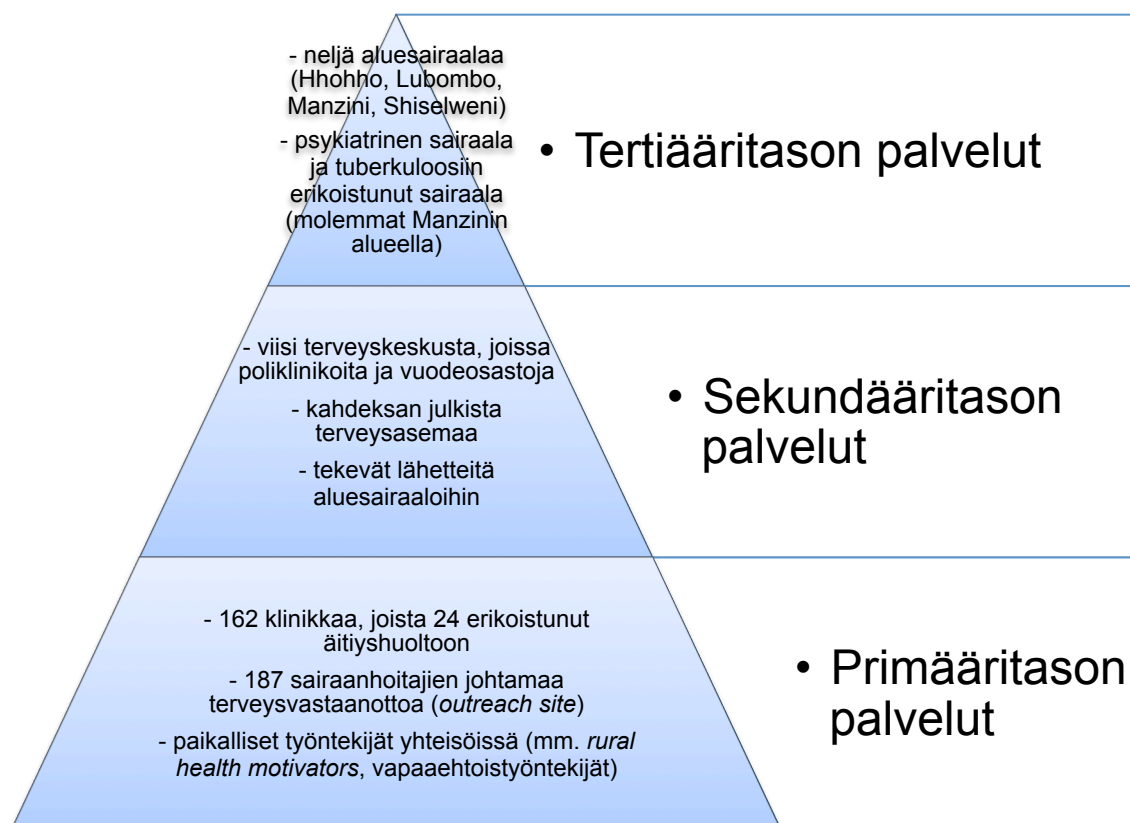 - neljä aluesairaalaa
(Hhohho, Lubombo,
Manzini, Shiselweni)
- psykiatrinen sairaala
ja tuberkuloosiin
erikoistunut sairaala
(molemmat Manzinin
alueella)
• Tertiääritason palvelut
- viisi terveyskeskusta, joissa
poliklinikoita ja vuodeosastoja
- kahdeksan julkista
terveysasemaa
- tekevät lähetteitä
aluesairaaloihin
• Sekundääritason
palvelut
- 162 klinikkaa, joista 24 erikoistunut
äitiyshuoltoon
- 187 sairaanhoitajien johtamaa
terveysvastaanottoa (outreach site)
- paikalliset työntekijät yhteisöissä (mm. rural
health motivators, vapaaehtoistyöntekijät)
• Primääritason
palvelut